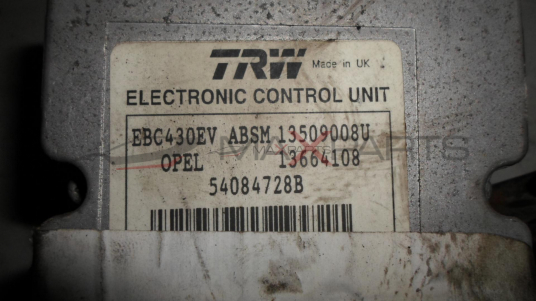 TRW Made in UK
ELECTRONIC CONTROL UNIT
EBC430EV ABSM 13509008U
OPEL 13664108
54084728B